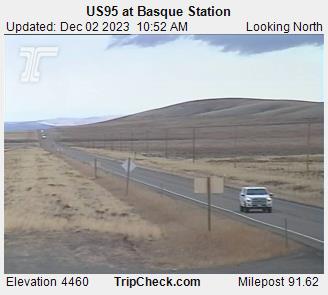 US95 at Basque Station
Updated: Dec 02 2023 10:52 AM Looking North
Elevation 4460 TripCheck.com Milepost 91.62